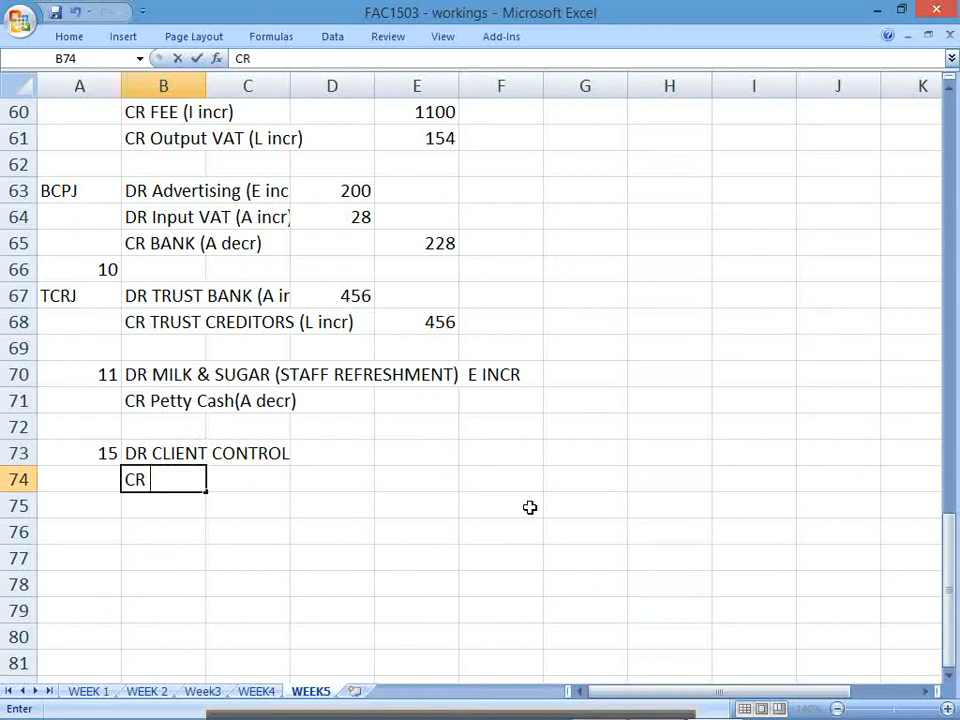 FAC1503 - workings - Microsoft Excel
Home Insert Page Layout Formulas Data Review View Add-Ins
B74 fx CR
A B C D E F G H I J K
60 CR FEE (I incr) 1100
61 CR Output VAT (L incr) 154
62
63 BCPJ DR Advertising (E inc 200
64 DR Input VAT (A incr) 28
65 CR BANK (A decr) 228
66 10
67 TCRJ DR TRUST BANK (A ir 456
68 CR TRUST CREDITORS (L incr) 456
69
70 11 DR MILK & SUGAR (STAFF REFRESHMENT) E INCR
71 CR Petty Cash(A decr)
72
73 15 DR CLIENT CONTROL
74 CR
75
76
77
78
79
80
81
WEEK 1 WEEK 2 Week3 WEEK4 WEEK5
Enter 140%